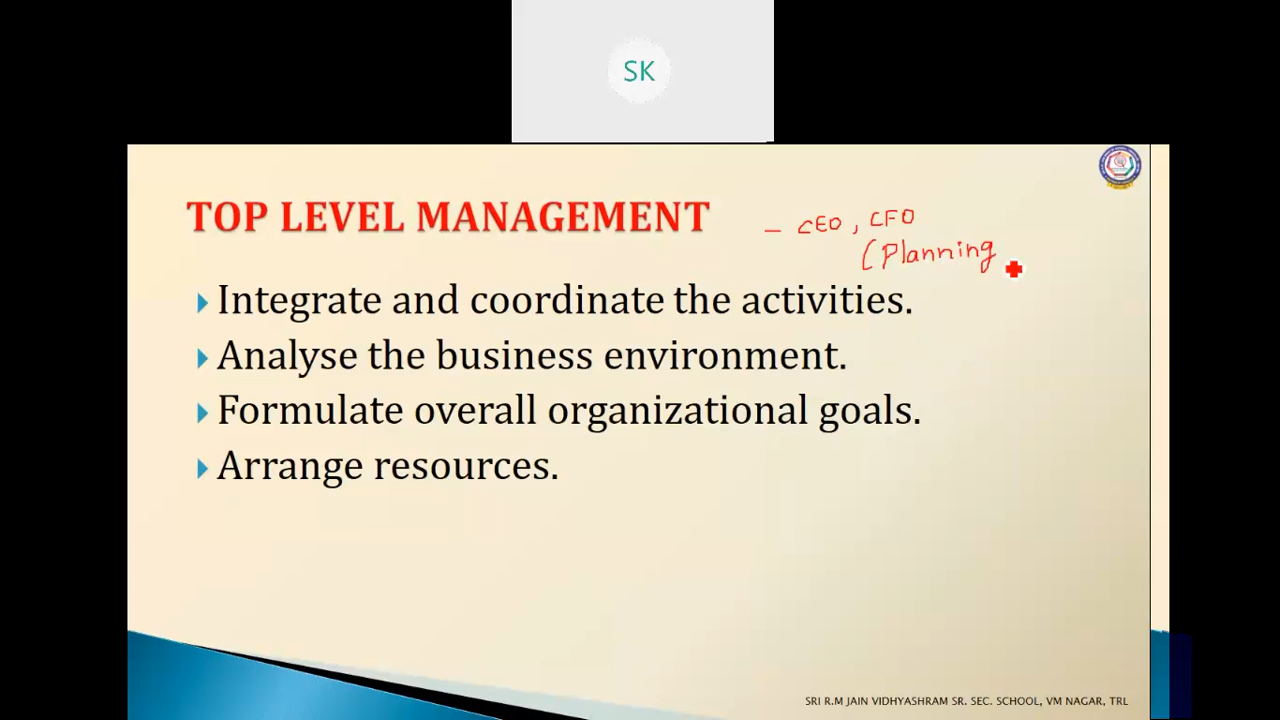 SK
TOP LEVEL MANAGEMENT - CEO, CFO
(Planning
Integrate and coordinate the activities.
Analyse the business environment.
Formulate overall organizational goals.
Arrange resources.
SRI R.M JAIN VIDHYASHRAM SR. SEC. SCHOOL, VM NAGAR, TRL